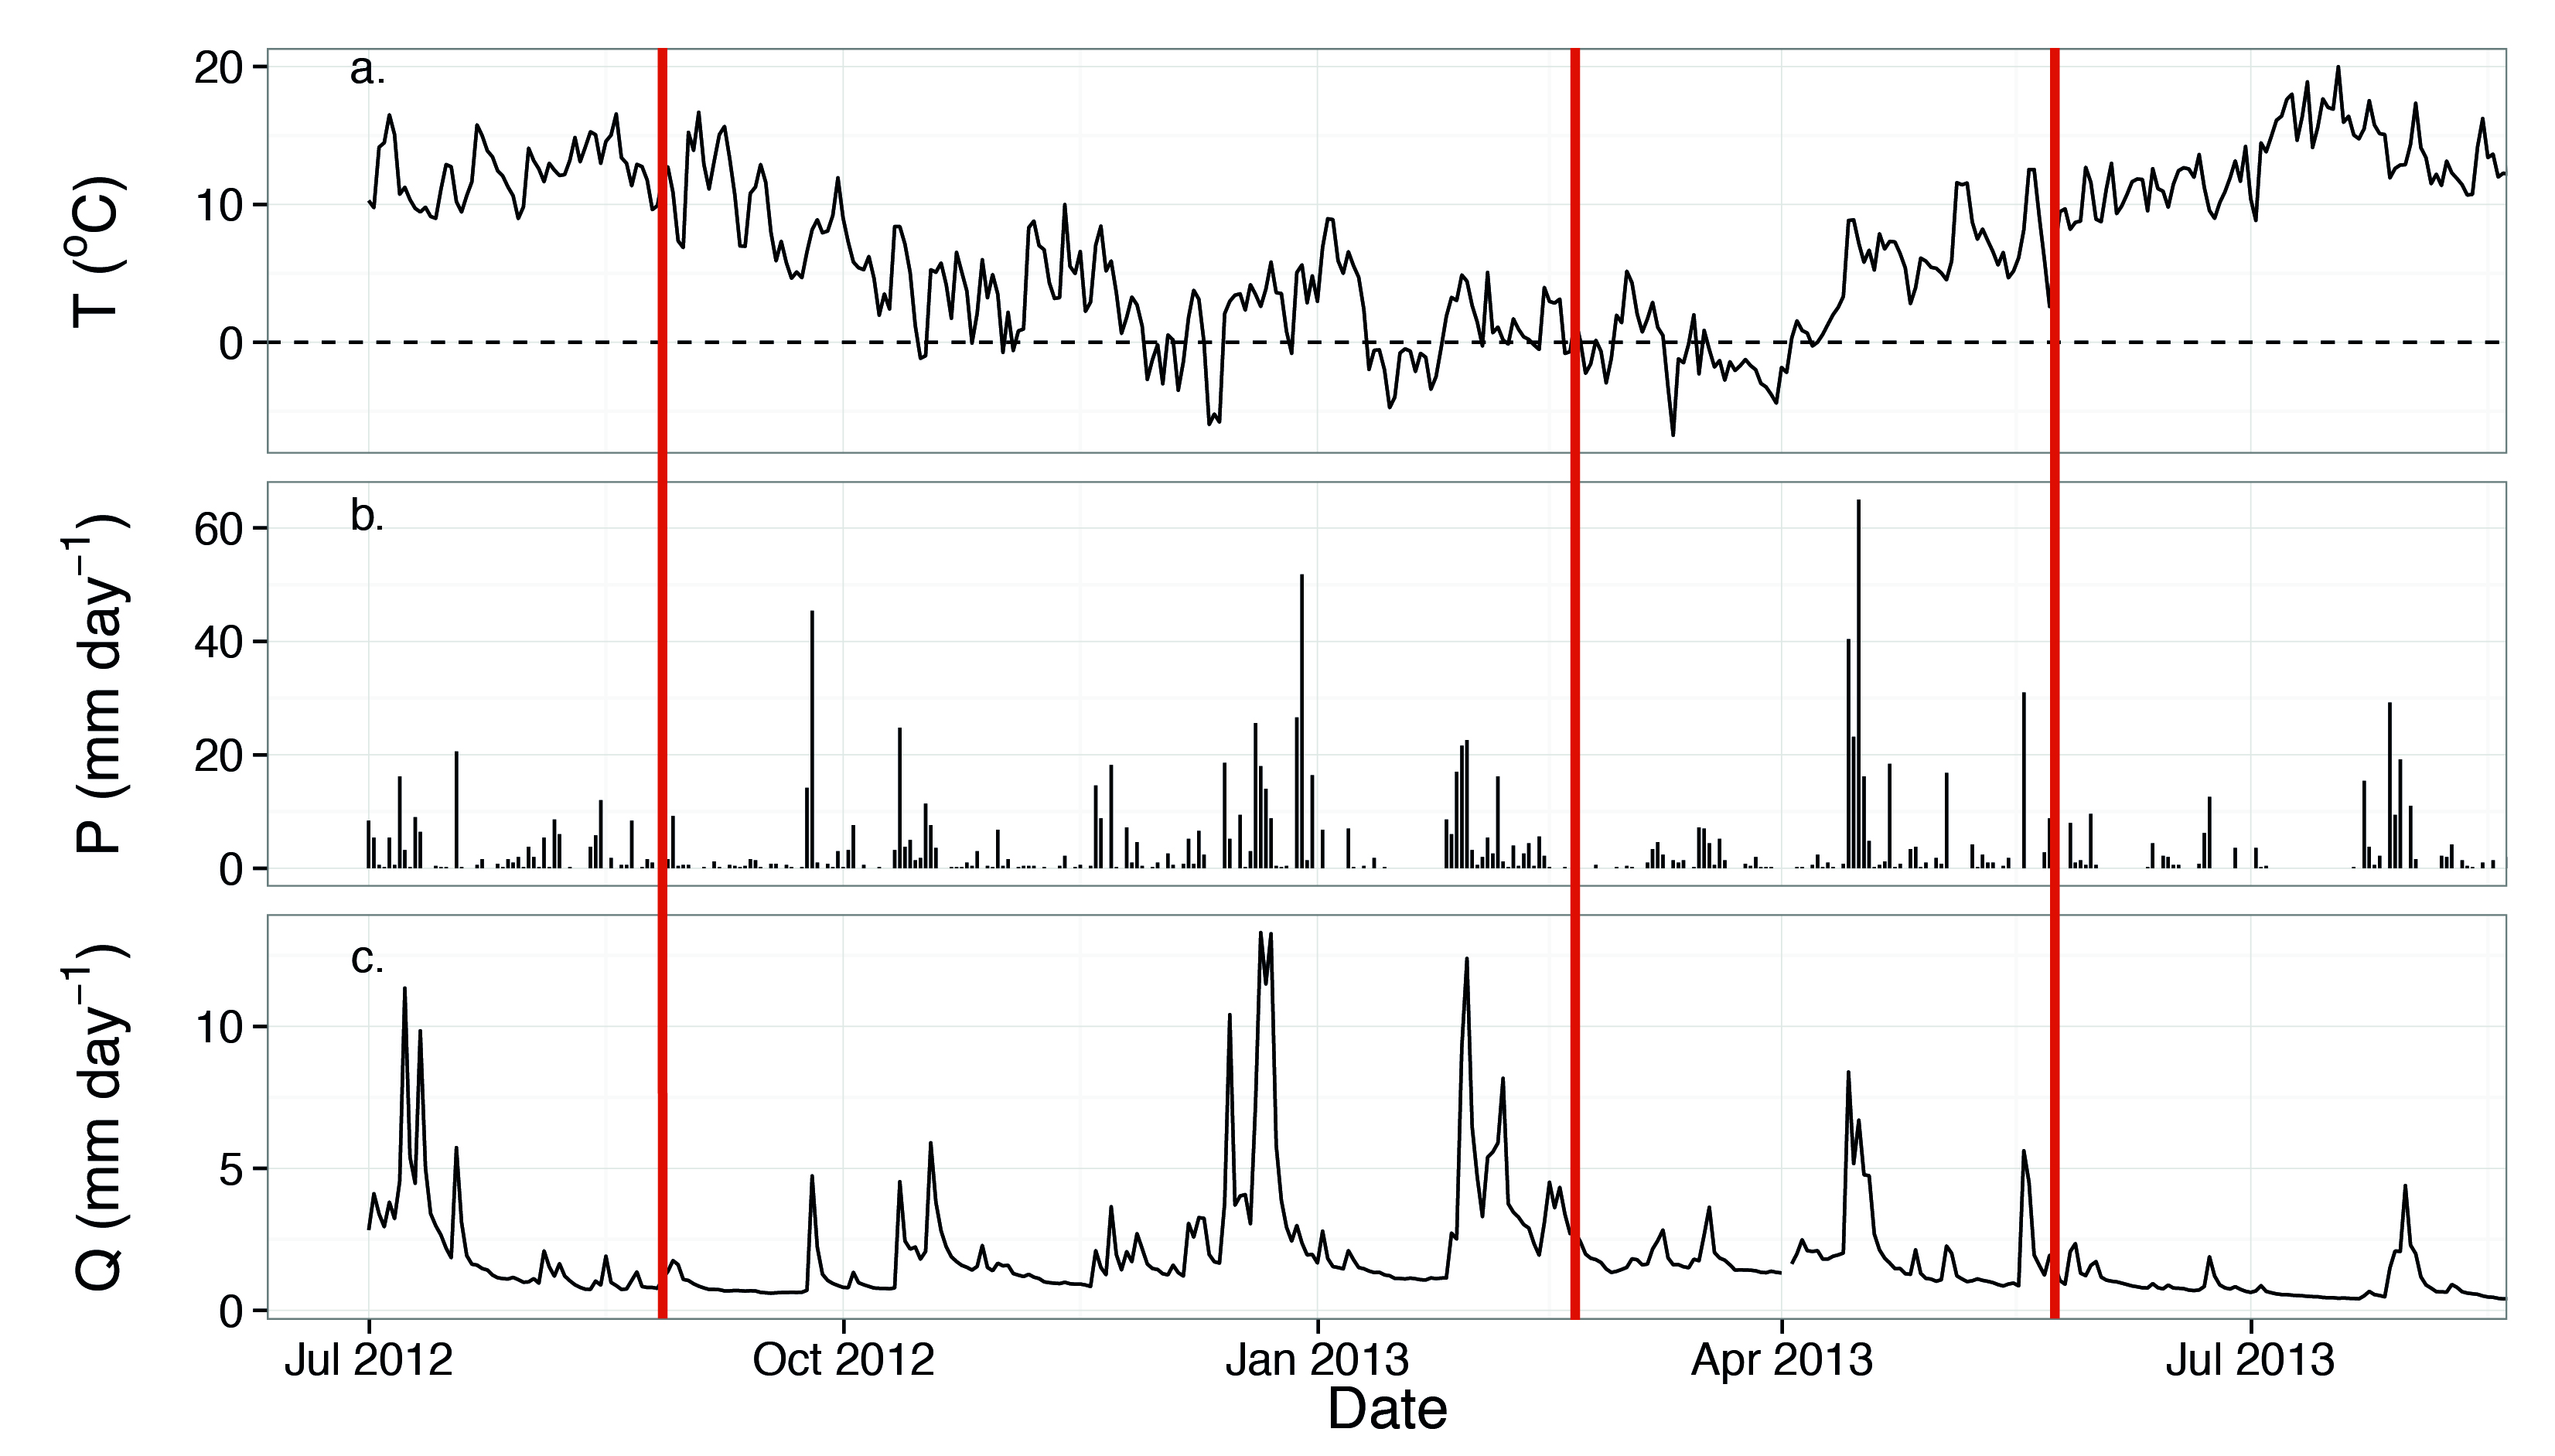 a.
20
10
0
T (°C)
b.
60
40
20
0
P (mm day⁻¹)
c.
10
5
0
Q (mm day⁻¹)
Jul 2012 Oct 2012 Jan 2013 Apr 2013 Jul 2013
Date